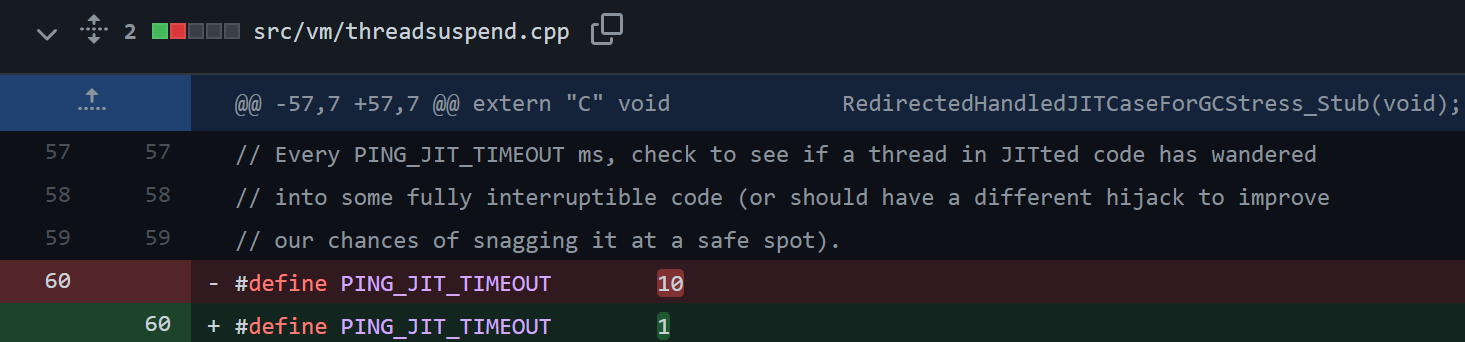 2 src/vm/threadsuspend.cpp
@@ -57,7 +57,7 @@ extern "C" void RedirectedHandledJITCaseForGCStress_Stub(void);
57 57 // Every PING_JIT_TIMEOUT ms, check to see if a thread in JITted code has wandered
58 58 // into some fully interruptible code (or should have a different hijack to improve
59 59 // our chances of snagging it at a safe spot).
60 - #define PING_JIT_TIMEOUT 10
60 + #define PING_JIT_TIMEOUT 1